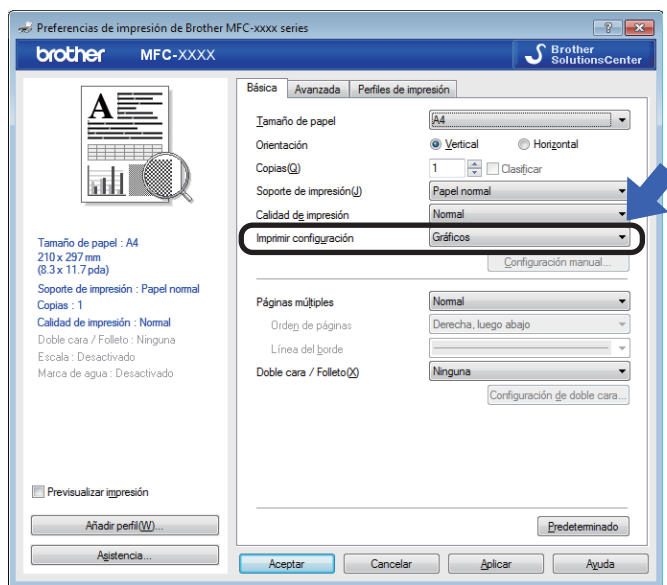 Preferencias de impresión de Brother MFC-xxxx series
brother MFC-XXXX
Brother
SolutionsCenter
Básica Avanzada Perfiles de impresión
A
Tamaño de papel A4
Orientación Vertical Horizontal
Copias(Q) 1 Clasificar
Soporte de impresión(J) Papel normal
Calidad de impresión Normal
Imprimir configuración Gráficos
Configuración manual...
Páginas múltiples Normal
Orden de páginas Derecha, luego abajo
Línea del borde
Doble cara / Folleto(X) Ninguna
Configuración de doble cara...
Tamaño de papel : A4
210 x 297 mm
(8.3 x 11.7 pda)
Soporte de impresión : Papel normal
Copias : 1
Calidad de impresión : Normal
Doble cara / Folleto : Ninguna
Escala : Desactivado
Marca de agua : Desactivado
Previsualizar impresión
Añadir perfil(W)...
Asistencia...
Predeterminado
Aceptar Cancelar Aplicar Ayuda